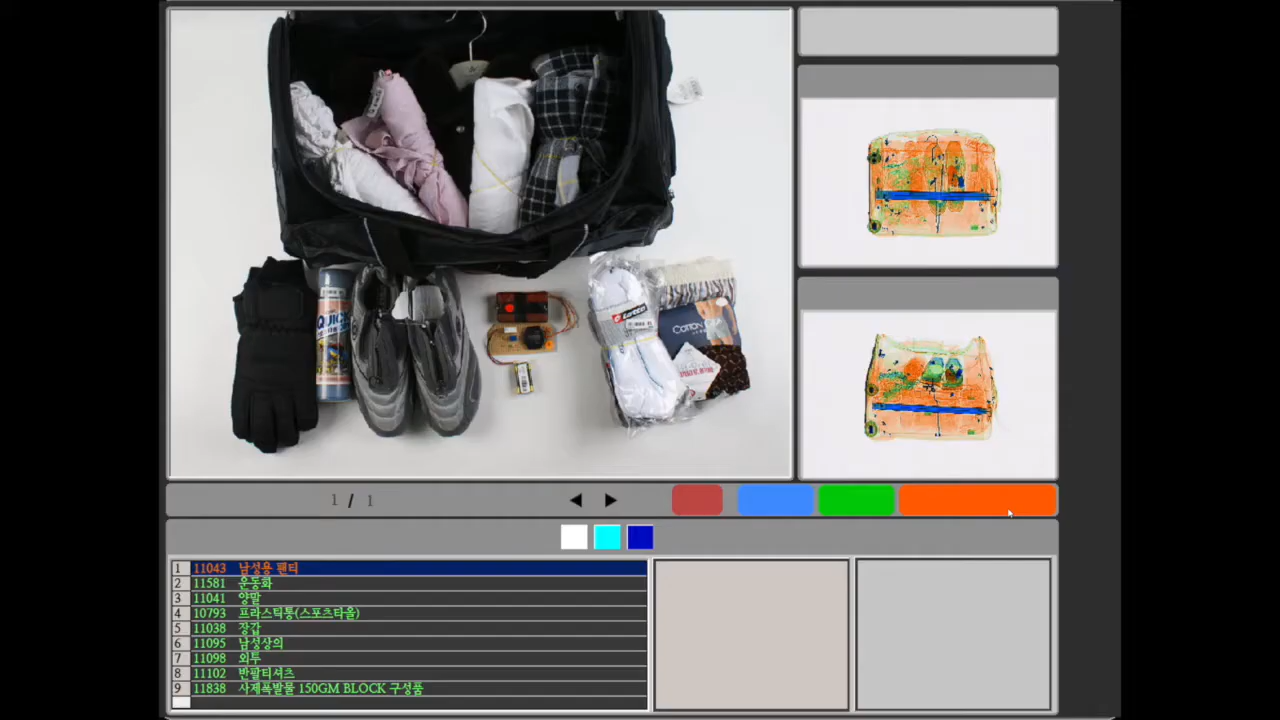 QUICK
Lotto
Cotton
1 / 1
1 11043 남성용 팬티
2 11581 운동화
3 11041 양말
4 10793 프라스틱통(스포츠타올)
5 11038 장갑
6 11095 남성상의
7 11098 외투
8 11102 반팔티셔츠
9 11838 사제폭발물 150GM BLOCK 구성품